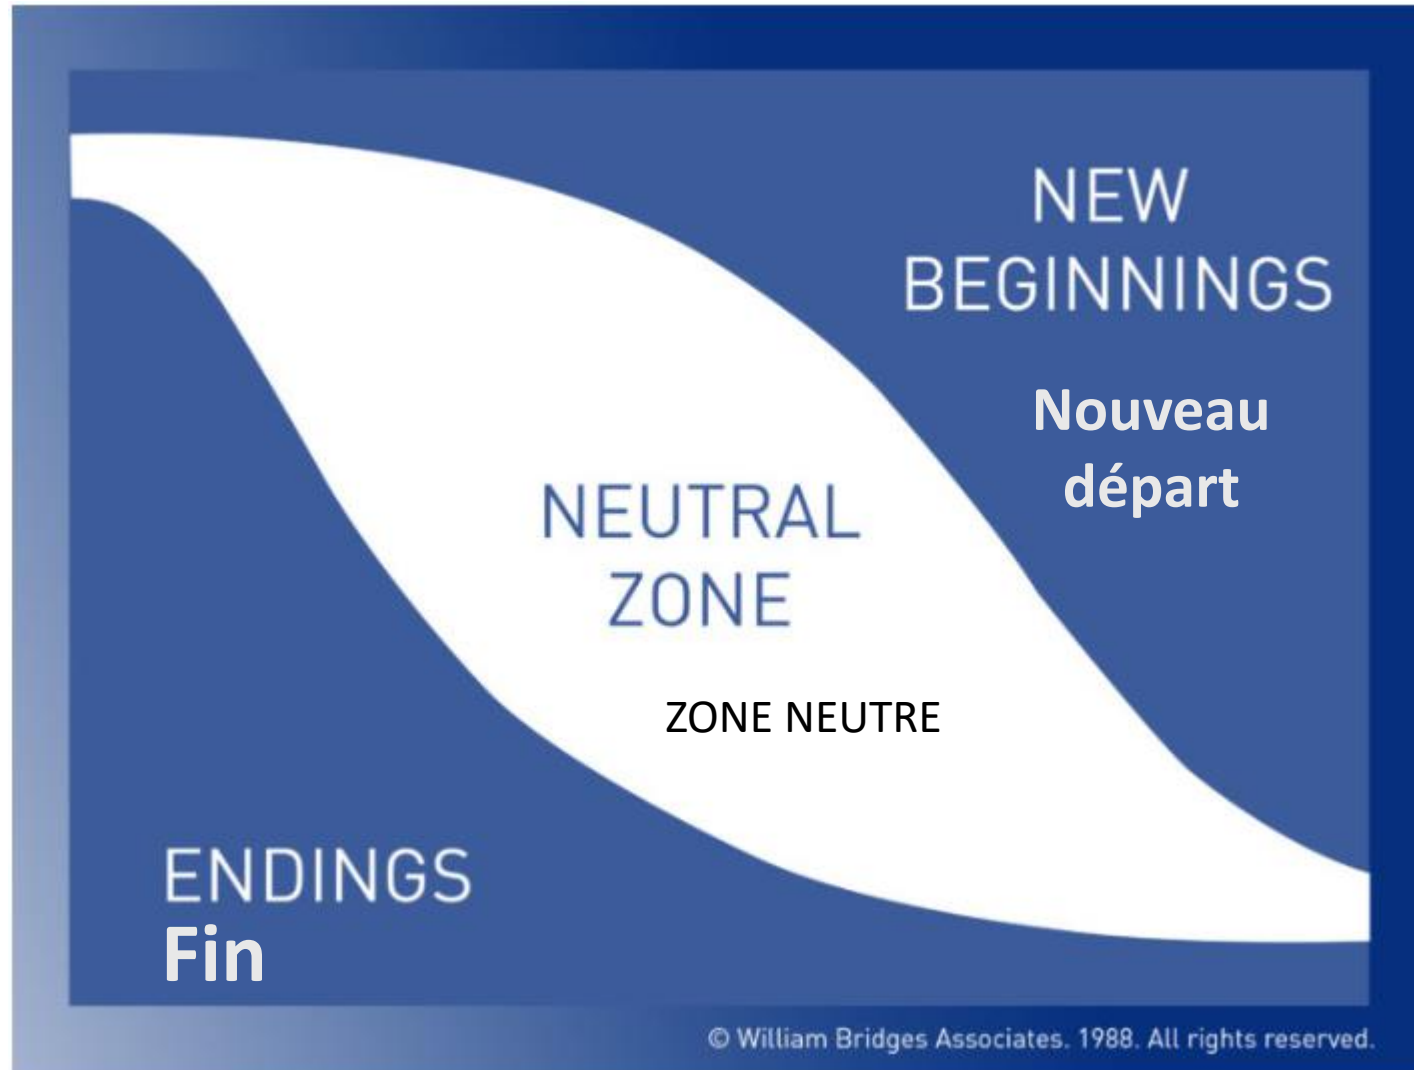 NEW
BEGINNINGS
Nouveau
départ
NEUTRAL
ZONE
ZONE NEUTRE
ENDINGS
Fin
© William Bridges Associates. 1988. All rights reserved.